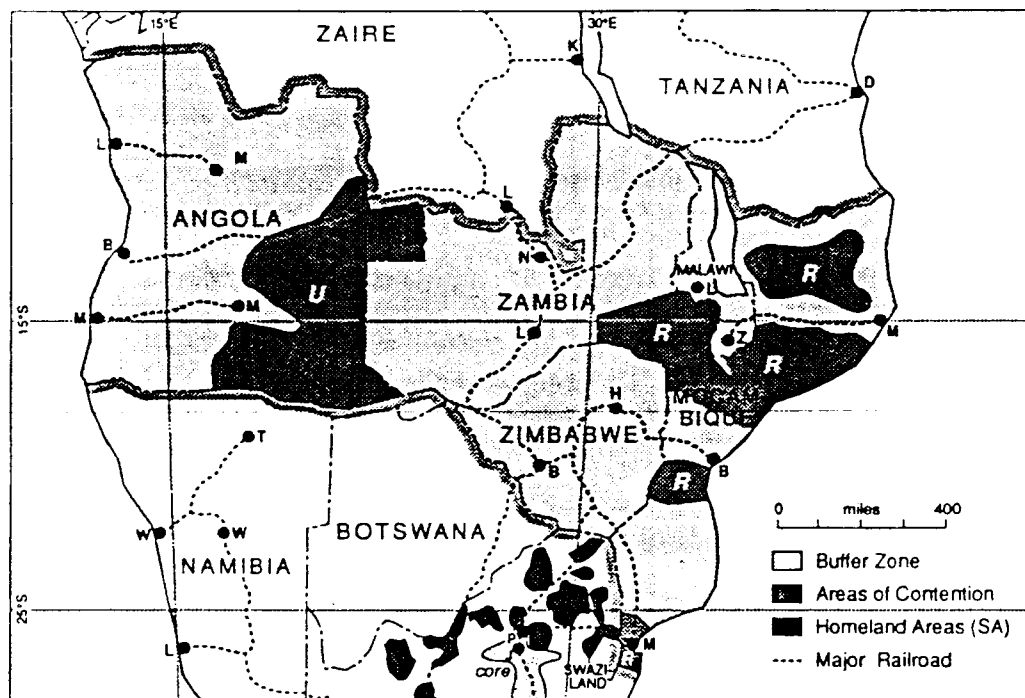 15°E
30°E
ZAIRE
K
TANZANIA
D
L
M
ANGOLA
L
B
N
MALAWI
L
R
U
ZAMBIA
M
M
15°S
L
R
Z
R
M
MOÇAM
BIQUE
H
ZIMBABWE
T
B
B
R
W
W
BOTSWANA
NAMIBIA
0 miles 400
Buffer Zone
Areas of Contention
Homeland Areas (SA)
Major Railroad
25°S
L
P
M
core
SWAZI
LAND